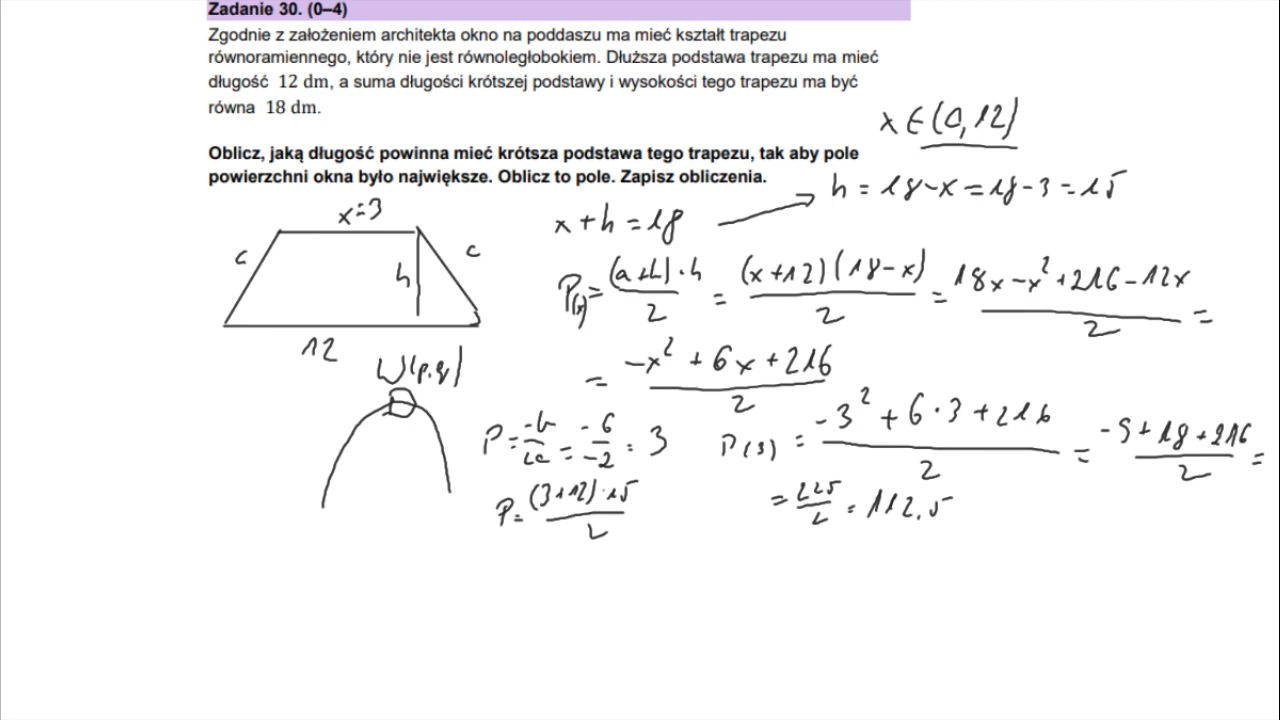 Zadanie 30. (0–4)
Zgodnie z założeniem architekta okno na poddaszu ma mieć kształt trapezu
równoramiennego, który nie jest równoległobokiem. Dłuższa podstawa trapezu ma mieć
długość 12 dm, a suma długości krótszej podstawy i wysokości tego trapezu ma być
równa 18 dm.
x ∈ (0, 12)
Oblicz, jaką długość powinna mieć krótsza podstawa tego trapezu, tak aby pole
powierzchni okna było największe. Oblicz to pole. Zapisz obliczenia.
h = 18 - x = 18 - 3 = 15
x = 3
x + h = 18
c
c
h
12
P(x) = (a+b)·h / 2 = (x+12)(18-x) / 2 = 18x - x² + 216 - 12x / 2 =
= -x² + 6x + 216 / 2
W(p,q)
p = -b / 2a = -6 / -2 = 3
P(3) = -3² + 6·3 + 216 / 2 = -9 + 18 + 216 / 2 =
= 225 / 2 = 112.5
P = (3+12)·15 / 2